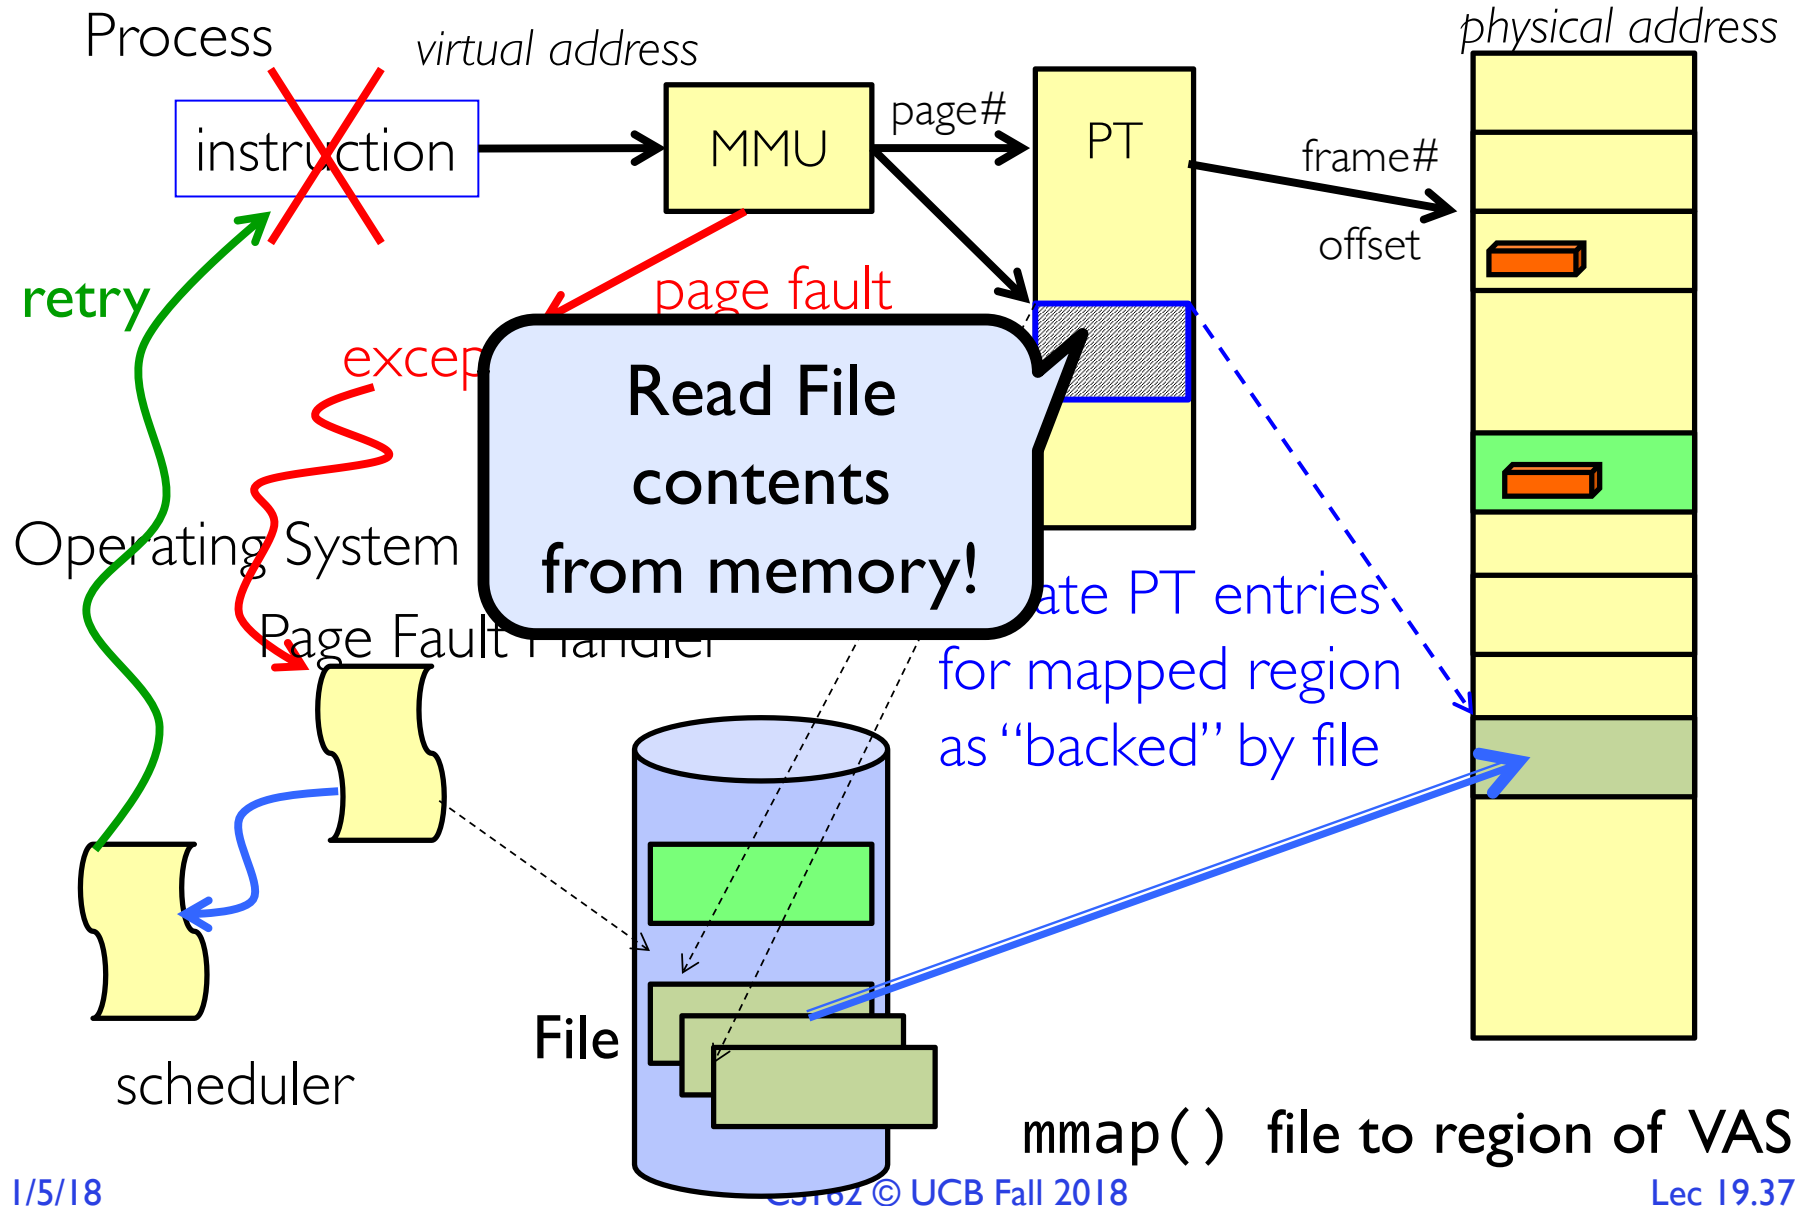 Process
virtual address
physical address
instruction
MMU
page#
PT
frame#
offset
retry
page fault
excep
Read File
contents
from memory!
Operating System
ate PT entries
for mapped region
as “backed” by file
Page Fault Handler
File
scheduler
mmap() file to region of VAS
1/5/18
CS162 © UCB Fall 2018
Lec 19.37